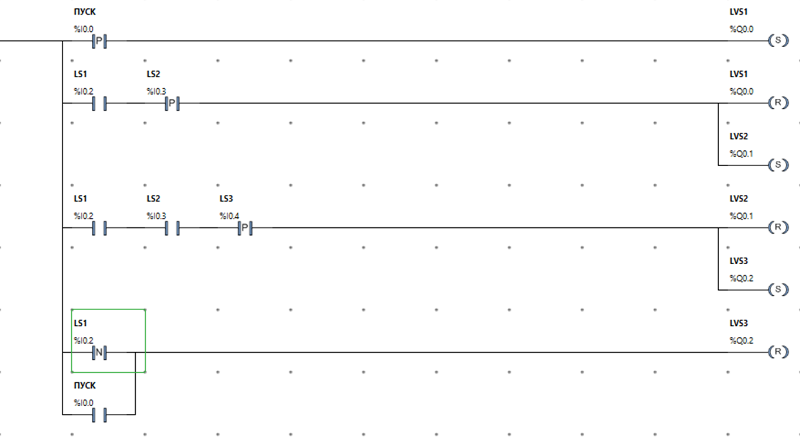 ПУСК LVS1
%I0.0 %Q0.0
P S
LS1 LS2 LVS1
%I0.2 %I0.3 %Q0.0
P R
LVS2
%Q0.1
S
LS1 LS2 LS3 LVS2
%I0.2 %I0.3 %I0.4 %Q0.1
P R
LVS3
%Q0.2
S
LS1 LVS3
%I0.2 %Q0.2
N R
ПУСК
%I0.0